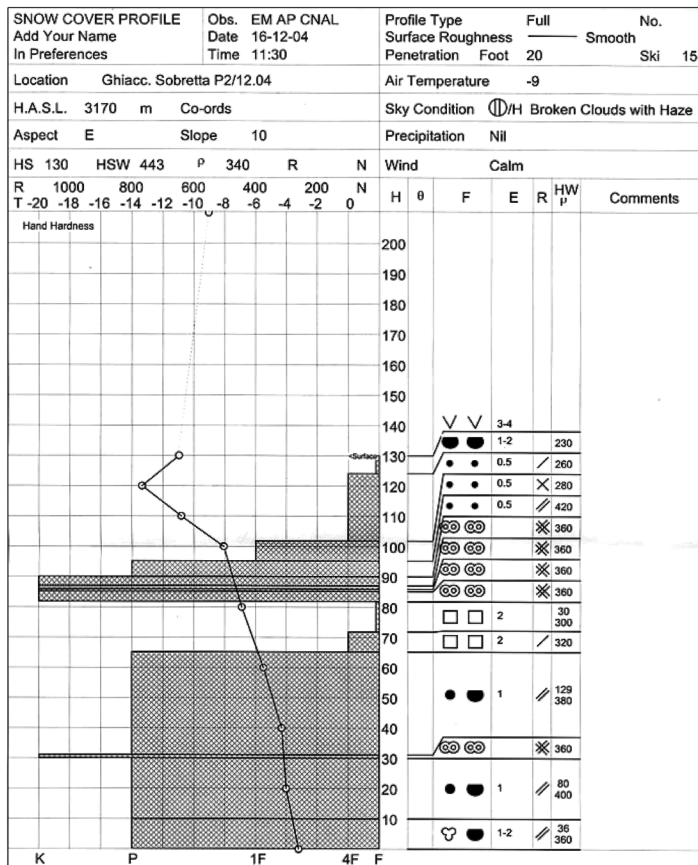 SNOW COVER PROFILE Obs. EM AP CNAL Profile Type Full No.
Add Your Name Date 16-12-04 Surface Roughness Smooth
In Preferences Time 11:30 Penetration Foot 20 Ski 15
Location Ghiacc. Sobretta P2/12.04 Air Temperature -9
H.A.S.L. 3170 m Co-ords Sky Condition /H Broken Clouds with Haze
Aspect E Slope 10 Precipitation Nil
HS 130 HSW 443 ρ 340 R N Wind Calm
R 1000 800 600 400 200 N
T -20 -18 -16 -14 -12 -10 -8 -6 -4 -2 0 H θ F E R HW ρ Comments
Hand Hardness
200
190
180
170
160
150
140 3-4
1-2 230
<Surface 130 0.5 260
120 0.5 280
110 0.5 420
360
100 360
90 360
360
80 2 30
300
70 2 320
60
50 1 129
380
40
30 360
20 1 80
400
10 1-2 36
360
K P 1F 4F F